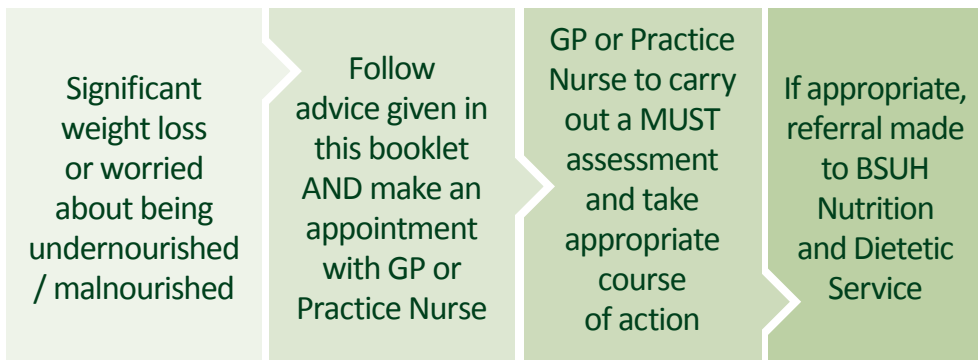 Significant
weight loss
or worried
about being
undernourished
/ malnourished
Follow
advice given in
this booklet
AND make an
appointment
with GP or
Practice Nurse
GP or Practice
Nurse to carry
out a MUST
assessment
and take
appropriate
course
of action
If appropriate,
referral made
to BSUH
Nutrition
and Dietetic
Service